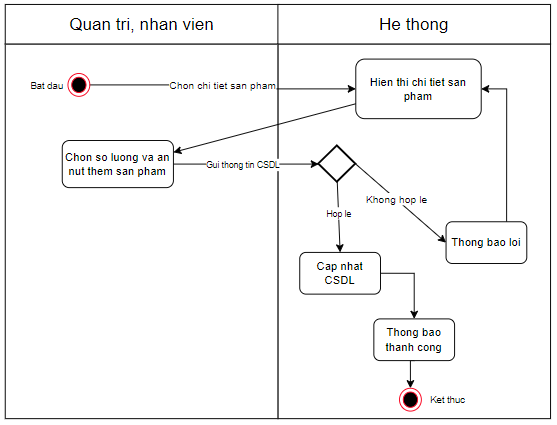 Quan tri, nhan vien
He thong
Bat dau
Chon chi tiet san pham
Hien thi chi tiet san
pham
Chon so luong va an
nut them san pham
Gui thong tin CSDL
Khong hop le
Hop le
Thong bao loi
Cap nhat
CSDL
Thong bao
thanh cong
Ket thuc